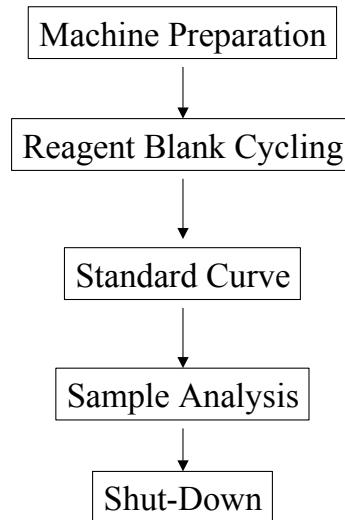 Machine Preparation
Reagent Blank Cycling
Standard Curve
Sample Analysis
Shut-Down